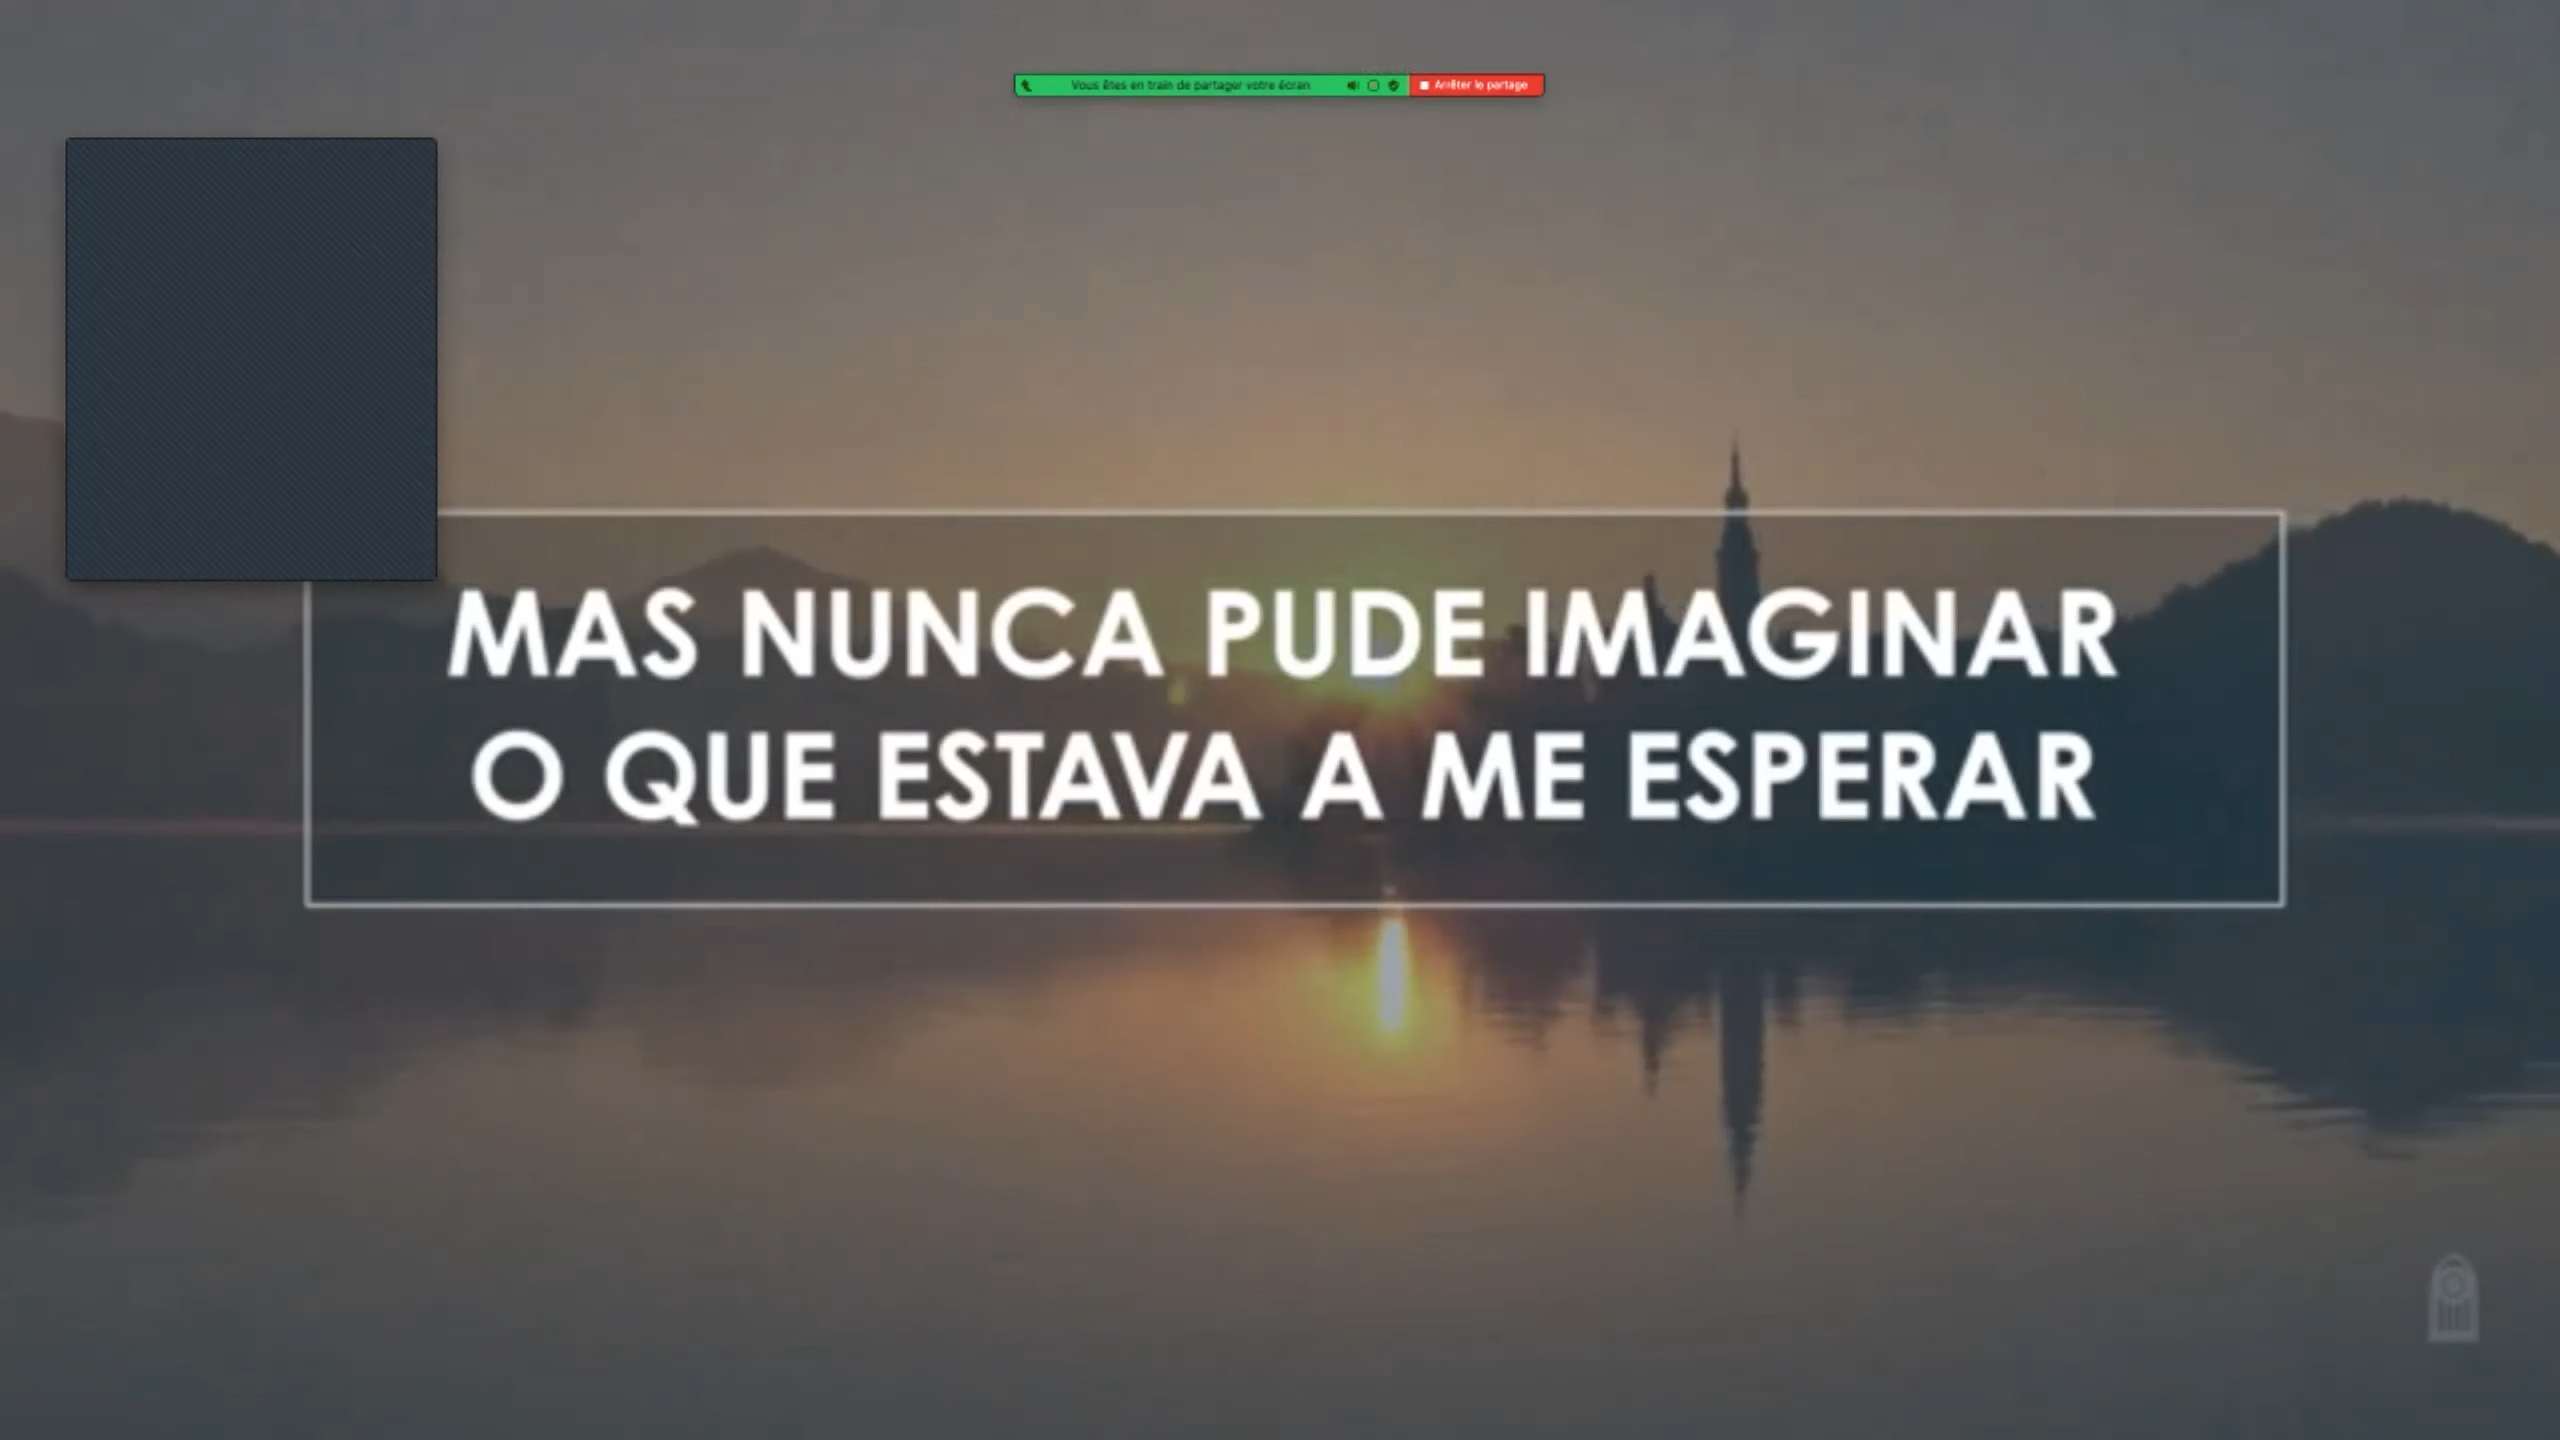 Vous êtes en train de partager votre écran
Arrêter le partage
MAS NUNCA PUDE IMAGINAR
O QUE ESTAVA A ME ESPERAR